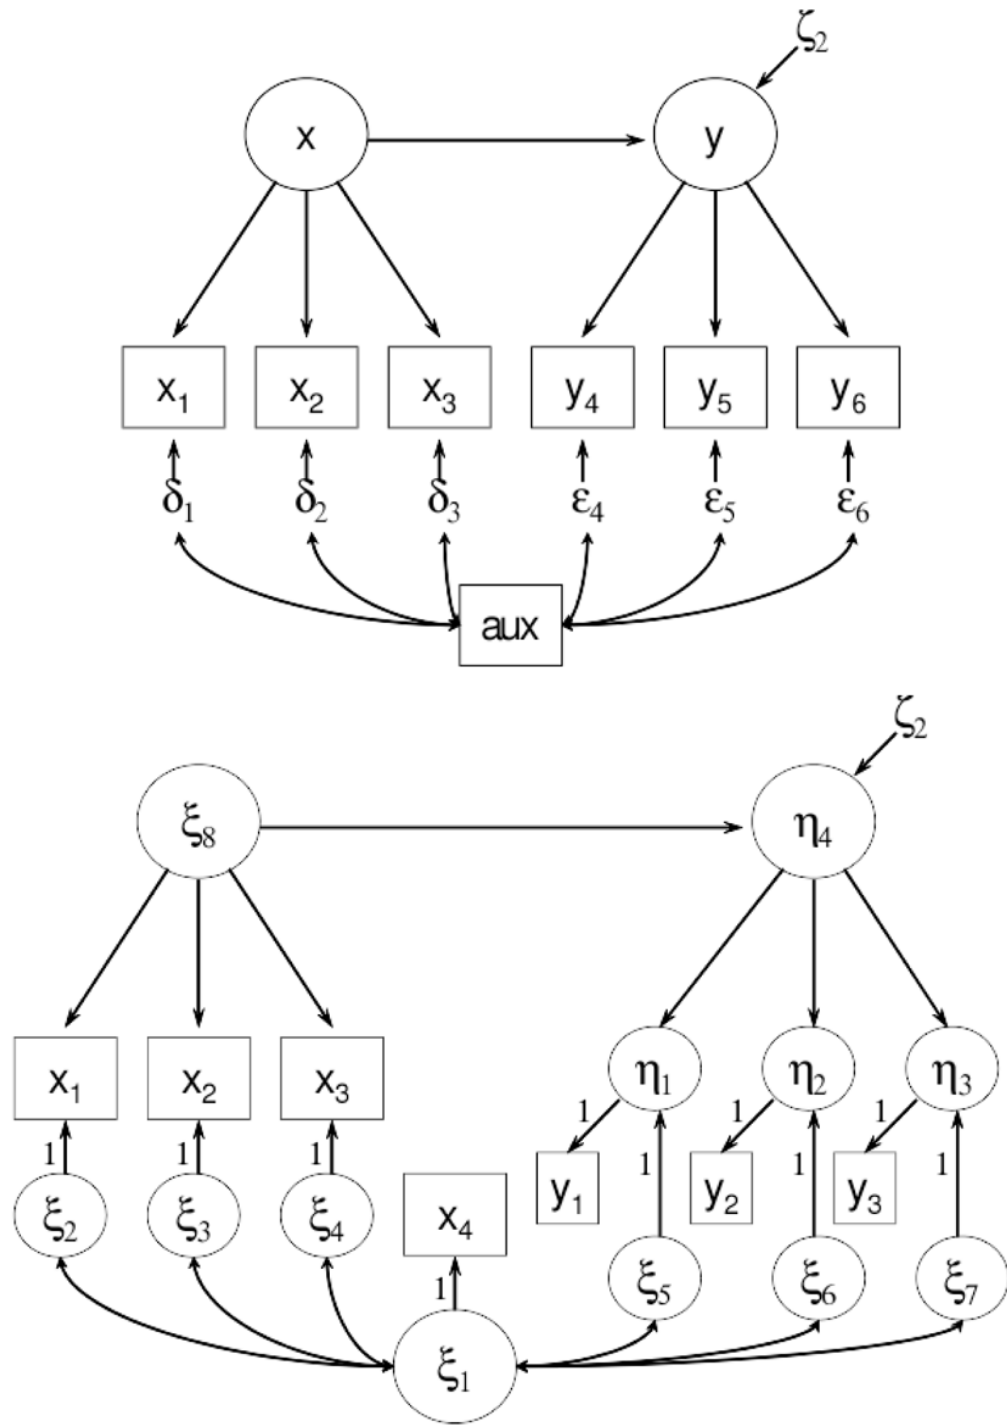 ζ₂
x y
x₁ x₂ x₃ y₄ y₅ y₆
δ₁ δ₂ δ₃ ε₄ ε₅ ε₆
aux
ζ₂
ξ₈ η₄
x₁ x₂ x₃ η₁ η₂ η₃
1 1 1
1 1 1 1 1 1
y₁ y₂ y₃
ξ₂ ξ₃ ξ₄ x₄
1 ξ₅ ξ₆ ξ₇
ξ₁